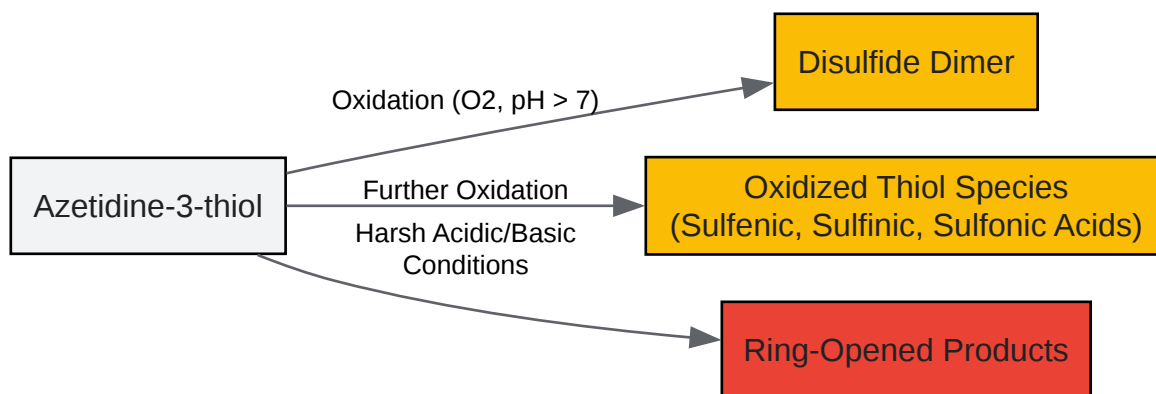 Disulfide Dimer
Oxidation (O2, pH > 7)
Azetidine-3-thiol
Further Oxidation
Oxidized Thiol Species
(Sulfenic, Sulfinic, Sulfonic Acids)
Harsh Acidic/Basic
Conditions
Ring-Opened Products